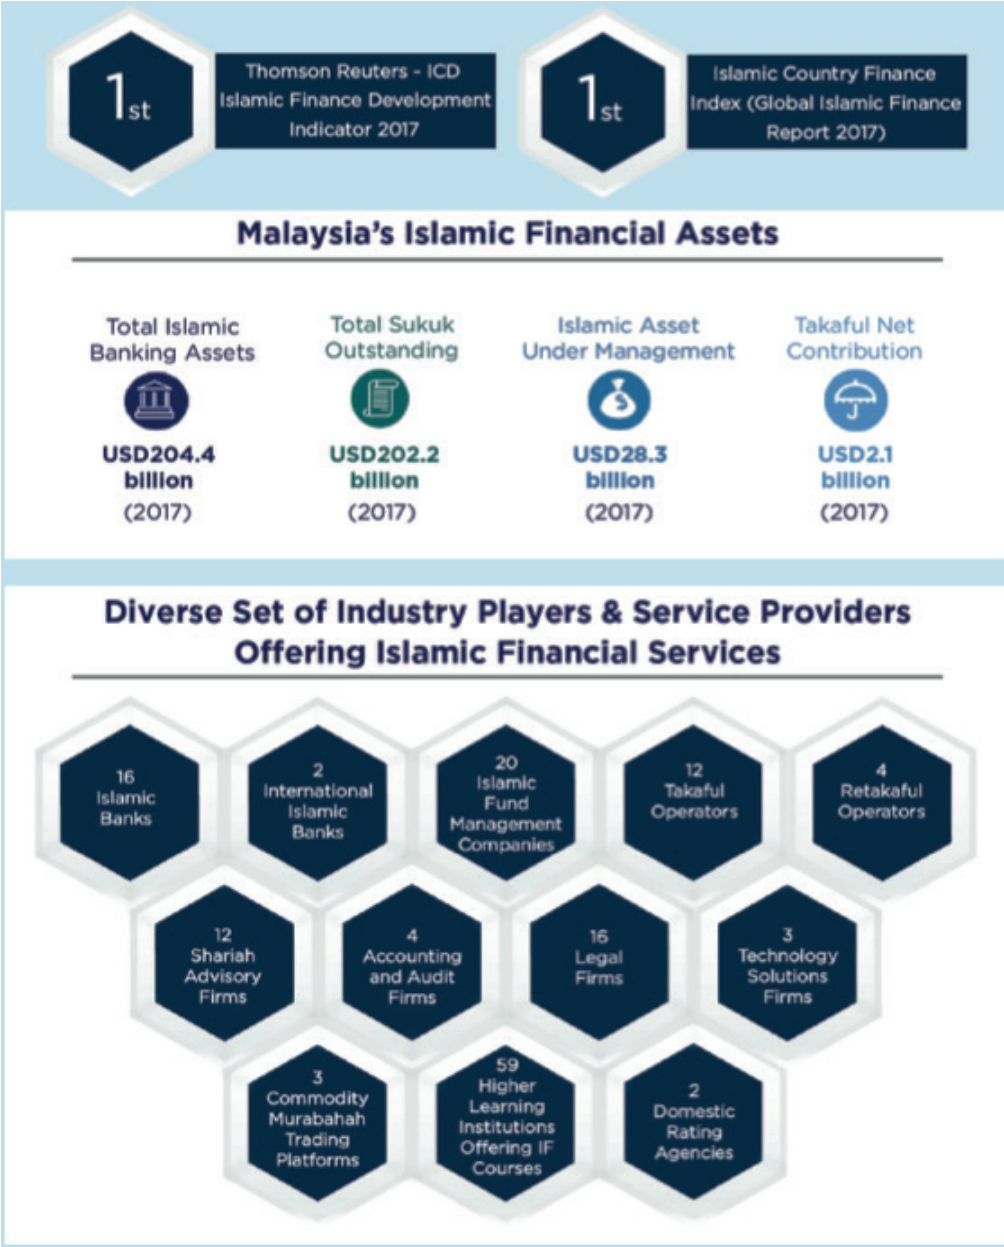 1st
Thomson Reuters - ICD
Islamic Finance Development
Indicator 2017
1st
Islamic Country Finance
Index (Global Islamic Finance
Report 2017)
Malaysia's Islamic Financial Assets
Total Islamic
Banking Assets
USD204.4
billion
(2017)
Total Sukuk
Outstanding
USD202.2
billion
(2017)
Islamic Asset
Under Management
$
USD28.3
billion
(2017)
Takaful Net
Contribution
USD2.1
billion
(2017)
Diverse Set of Industry Players & Service Providers
Offering Islamic Financial Services
16
Islamic
Banks
2
International
Islamic
Banks
20
Islamic
Fund
Management
Companies
12
Takaful
Operators
4
Retakaful
Operators
12
Shariah
Advisory
Firms
4
Accounting
and Audit
Firms
16
Legal
Firms
3
Technology
Solutions
Firms
3
Commodity
Murabahah
Trading
Platforms
59
Higher
Learning
Institutions
Offering IF
Courses
2
Domestic
Rating
Agencies